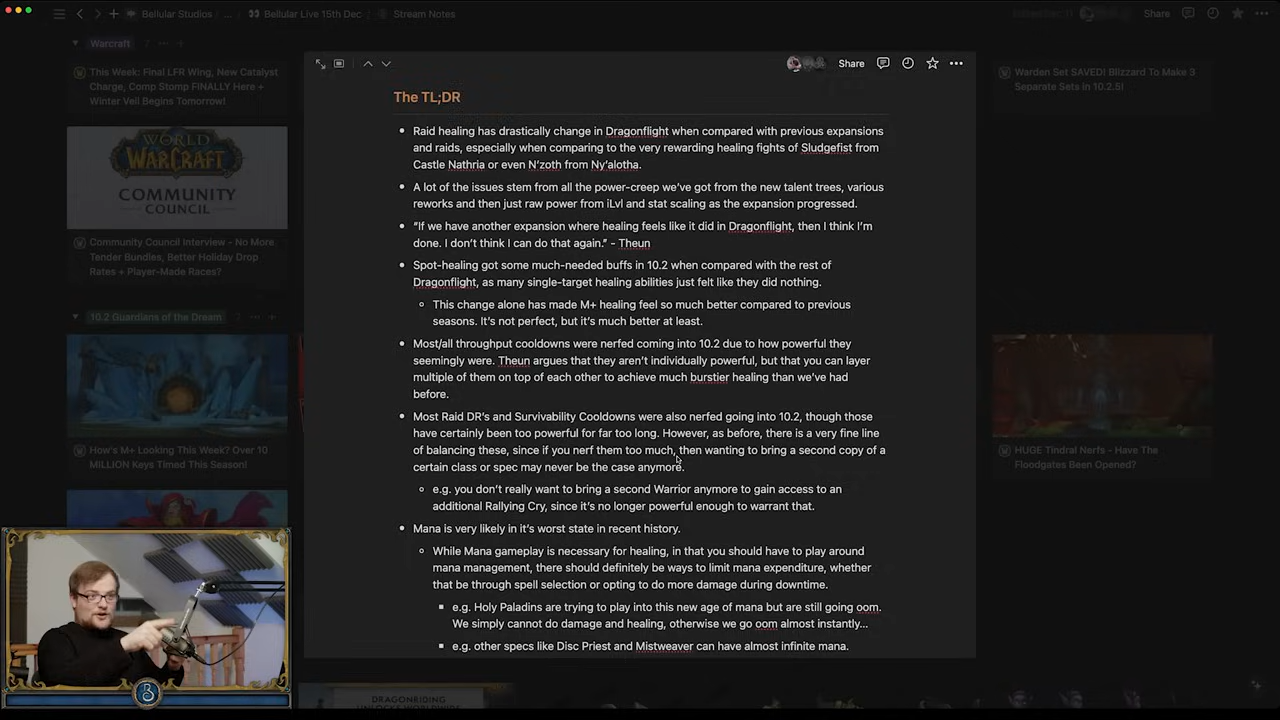 Bellular Studios / ... 👀 Bellular Live 15th Dec Stream Notes
Share
Warcraft 7 ... +
This Week: Final LFR Wing, New Catalyst
Charge, Comp Stomp FINALLY Here +
Winter Veil Begins Tomorrow!
WORLD
WARCRAFT
COMMUNITY
COUNCIL
Community Council Interview - No More
Tender Bundles, Better Holiday Drop
Rates + Player-Made Races?
10.2 Guardians of the Dream 7 ... +
How's M+ Looking This Week? Over 10
MILLION Keys Timed This Season!
Share
The TL;DR
• Raid healing has drastically change in Dragonflight when compared with previous expansions
and raids, especially when comparing to the very rewarding healing fights of Sludgefist from
Castle Nathria or even N'zoth from Ny'alotha.
• A lot of the issues stem from all the power-creep we've got from the new talent trees, various
reworks and then just raw power from iLvl and stat scaling as the expansion progressed.
• "If we have another expansion where healing feels like it did in Dragonflight, then I think I'm
done. I don't think I can do that again." - Theun
• Spot-healing got some much-needed buffs in 10.2 when compared with the rest of
Dragonflight, as many single-target healing abilities just felt like they did nothing.
◦ This change alone has made M+ healing feel so much better compared to previous
seasons. It's not perfect, but it's much better at least.
• Most/all throughput cooldowns were nerfed coming into 10.2 due to how powerful they
seemingly were. Theun argues that they aren't individually powerful, but that you can layer
multiple of them on top of each other to achieve much burstier healing than we've had
before.
• Most Raid DR's and Survivability Cooldowns were also nerfed going into 10.2, though those
have certainly been too powerful for far too long. However, as before, there is a very fine line
of balancing these, since if you nerf them too much, then wanting to bring a second copy of a
certain class or spec may never be the case anymore.
◦ e.g. you don't really want to bring a second Warrior anymore to gain access to an
additional Rallying Cry, since it's no longer powerful enough to warrant that.
• Mana is very likely in it's worst state in recent history.
◦ While Mana gameplay is necessary for healing, in that you should have to play around
mana management, there should definitely be ways to limit mana expenditure, whether
that be through spell selection or opting to do more damage during downtime.
▪ e.g. Holy Paladins are trying to play into this new age of mana but are still going oom.
We simply cannot do damage and healing, otherwise we go oom almost instantly...
▪ e.g. other specs like Disc Priest and Mistweaver can have almost infinite mana.
Warden Set SAVED! Blizzard To Make 3
Separate Sets in 10.2.5!
HUGE Tindral Nerfs - Have The
Floodgates Been Opened?
DRAGONRIDING
B